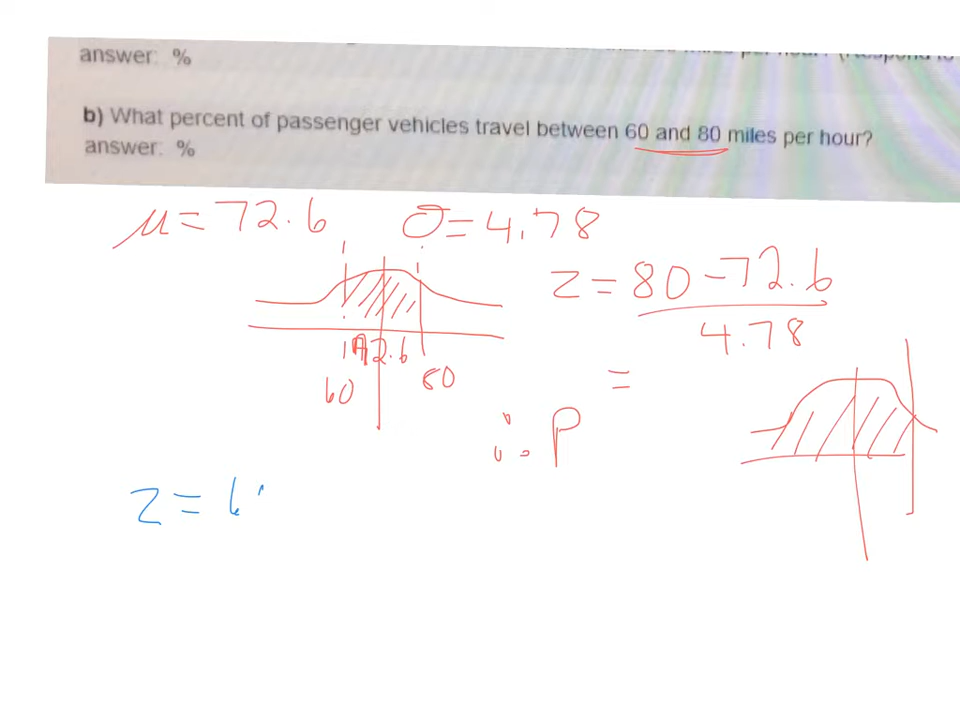 answer: %
b) What percent of passenger vehicles travel between 60 and 80 miles per hour?
answer: %
μ = 72.6 σ = 4.78
z = 80 - 72.6
4.78
72.6
60 80
=
∴ P
z = 6